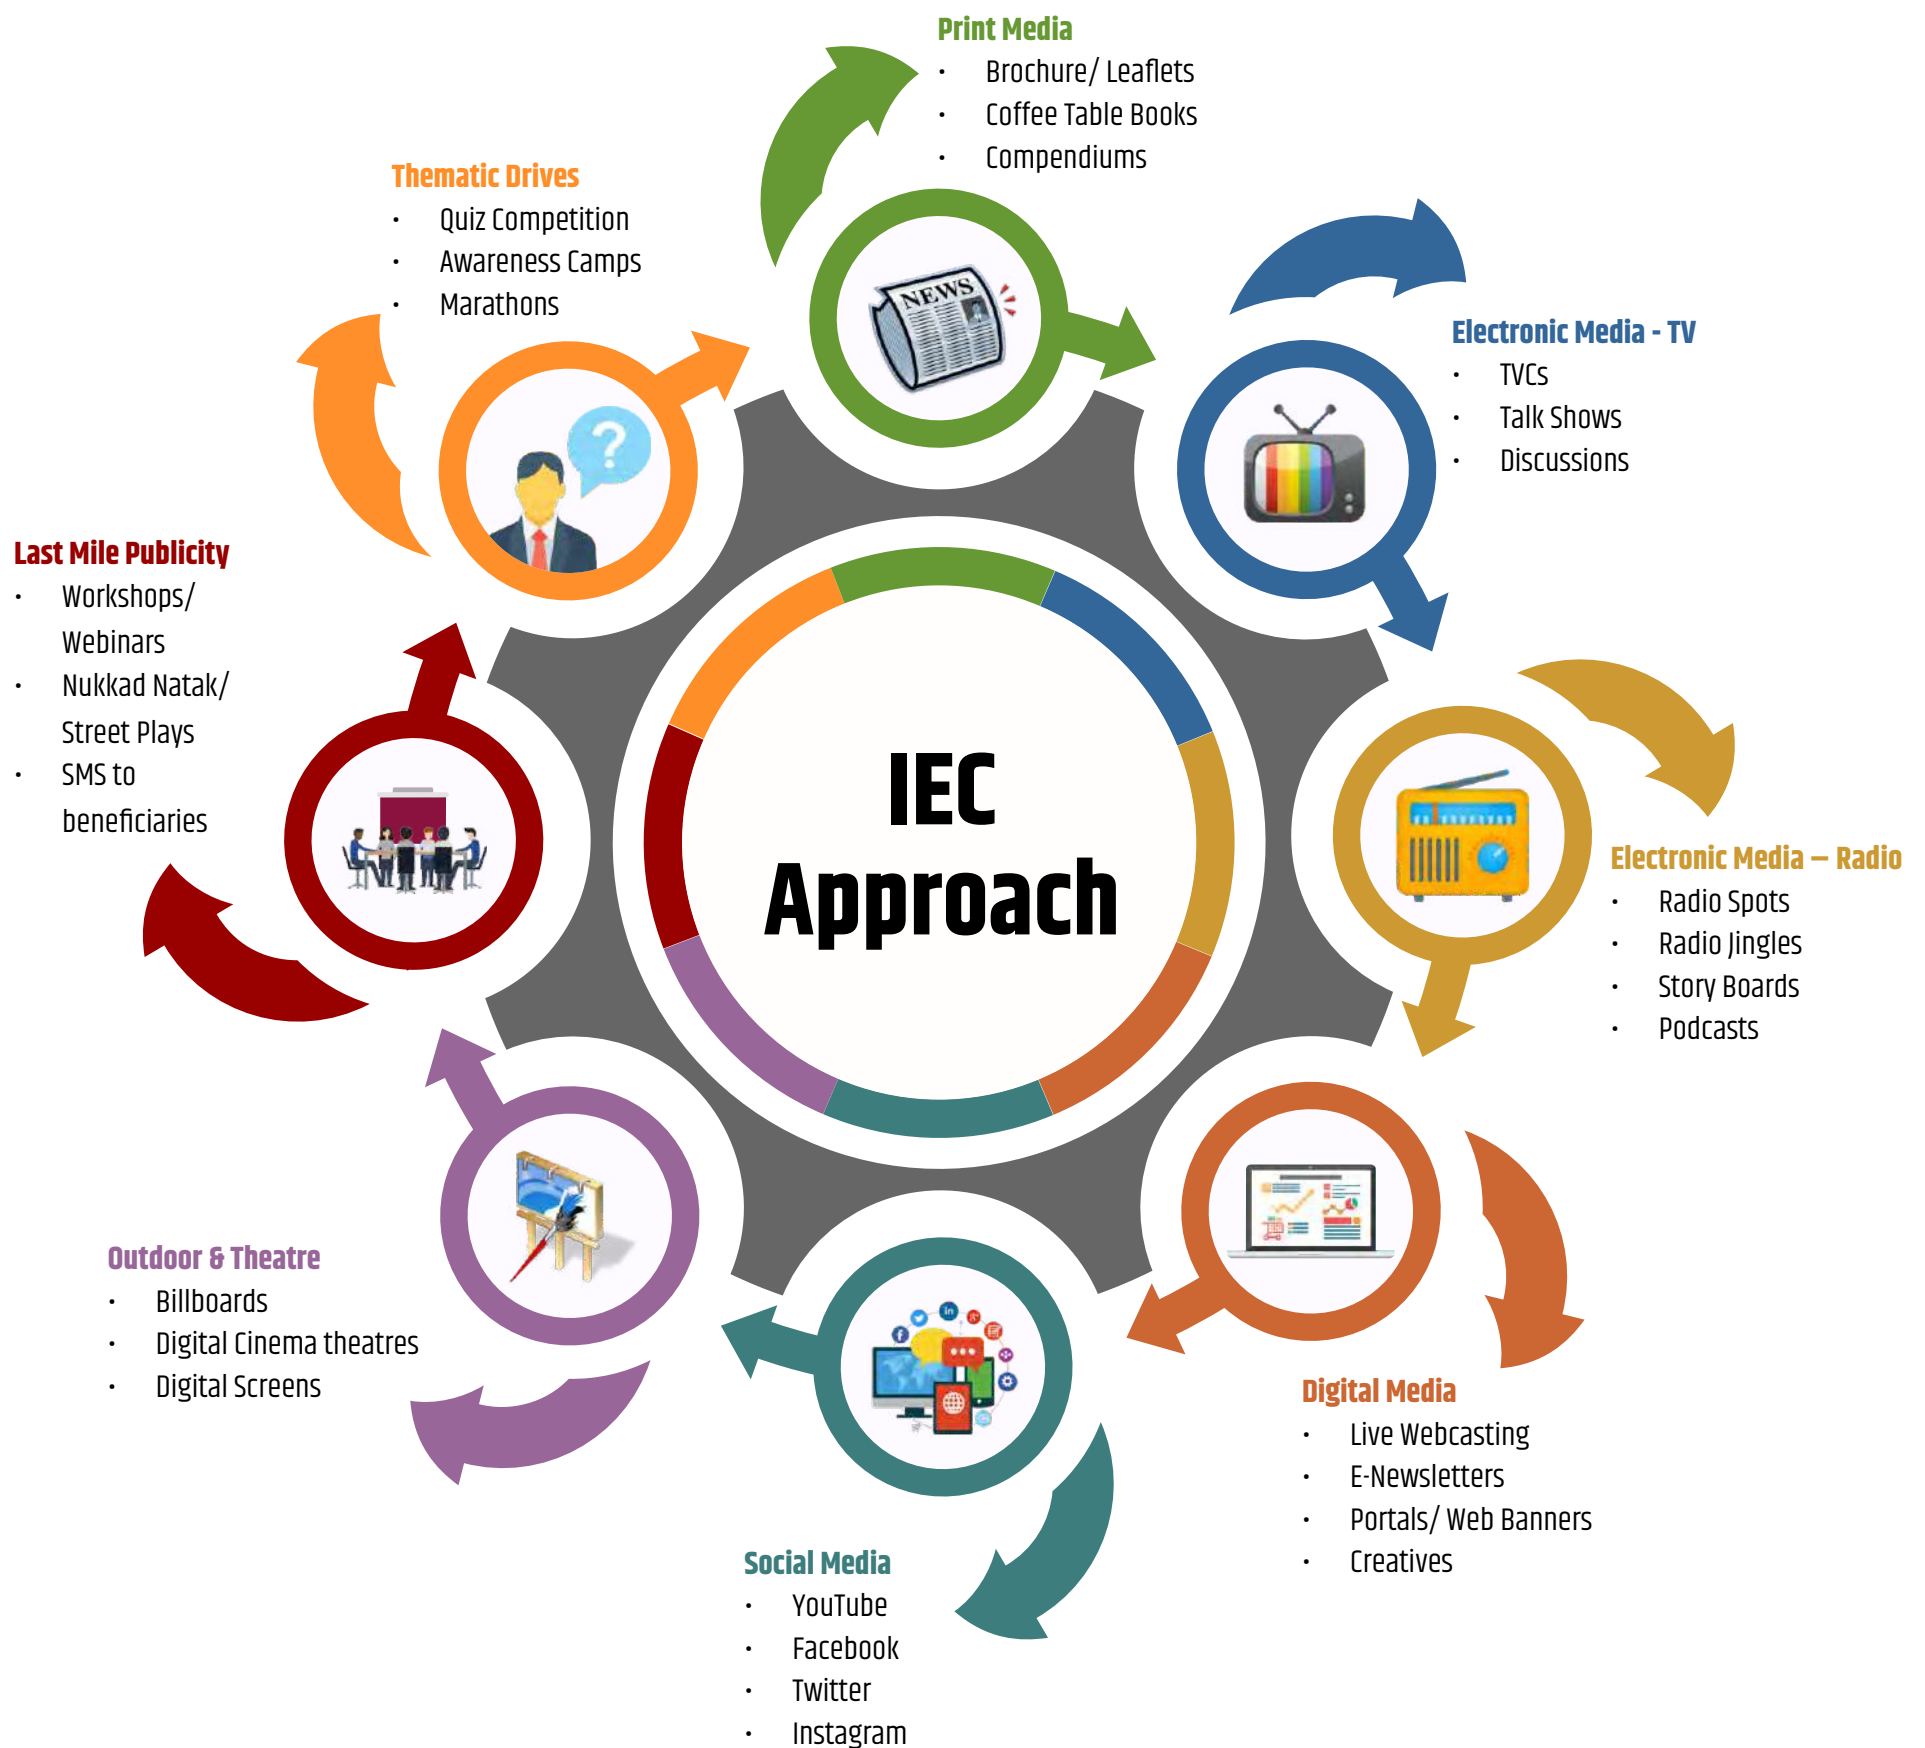 Print Media
• Brochure/ Leaflets
• Coffee Table Books
• Compendiums
Electronic Media - TV
• TVCs
• Talk Shows
• Discussions
Electronic Media – Radio
• Radio Spots
• Radio Jingles
• Story Boards
• Podcasts
Digital Media
• Live Webcasting
• E-Newsletters
• Portals/ Web Banners
• Creatives
Social Media
• YouTube
• Facebook
• Twitter
• Instagram
Outdoor & Theatre
• Billboards
• Digital Cinema theatres
• Digital Screens
Last Mile Publicity
• Workshops/
Webinars
• Nukkad Natak/
Street Plays
• SMS to
beneficiaries
Thematic Drives
• Quiz Competition
• Awareness Camps
• Marathons
IEC
Approach
NEWS
?
in
f